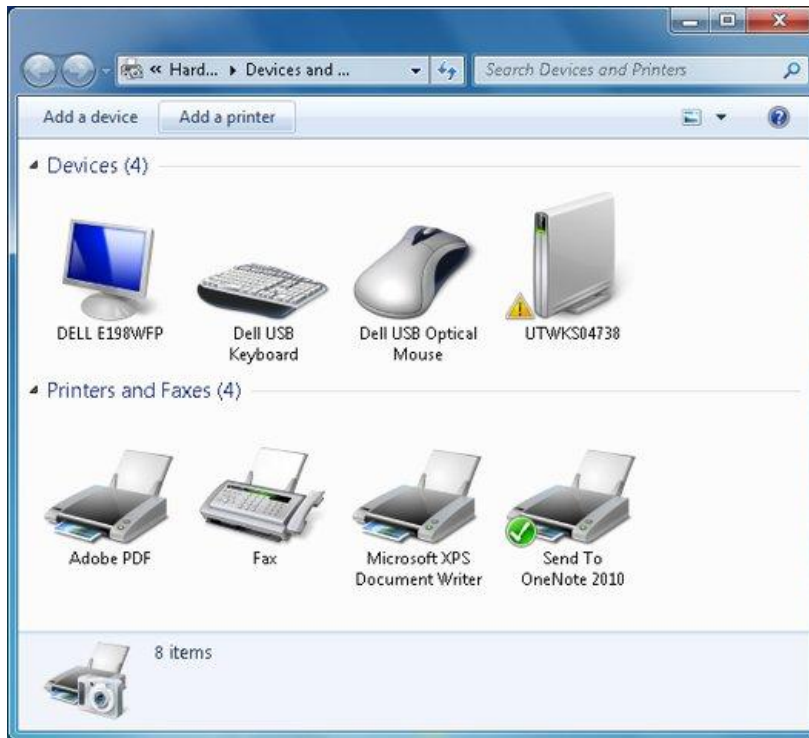 « Hard... ▸ Devices and ...
Search Devices and Printers
Add a device
Add a printer
Devices (4)
DELL E198WFP
Dell USB
Keyboard
Dell USB Optical
Mouse
UTWKS04738
Printers and Faxes (4)
Adobe PDF
Fax
Microsoft XPS
Document Writer
Send To
OneNote 2010
8 items